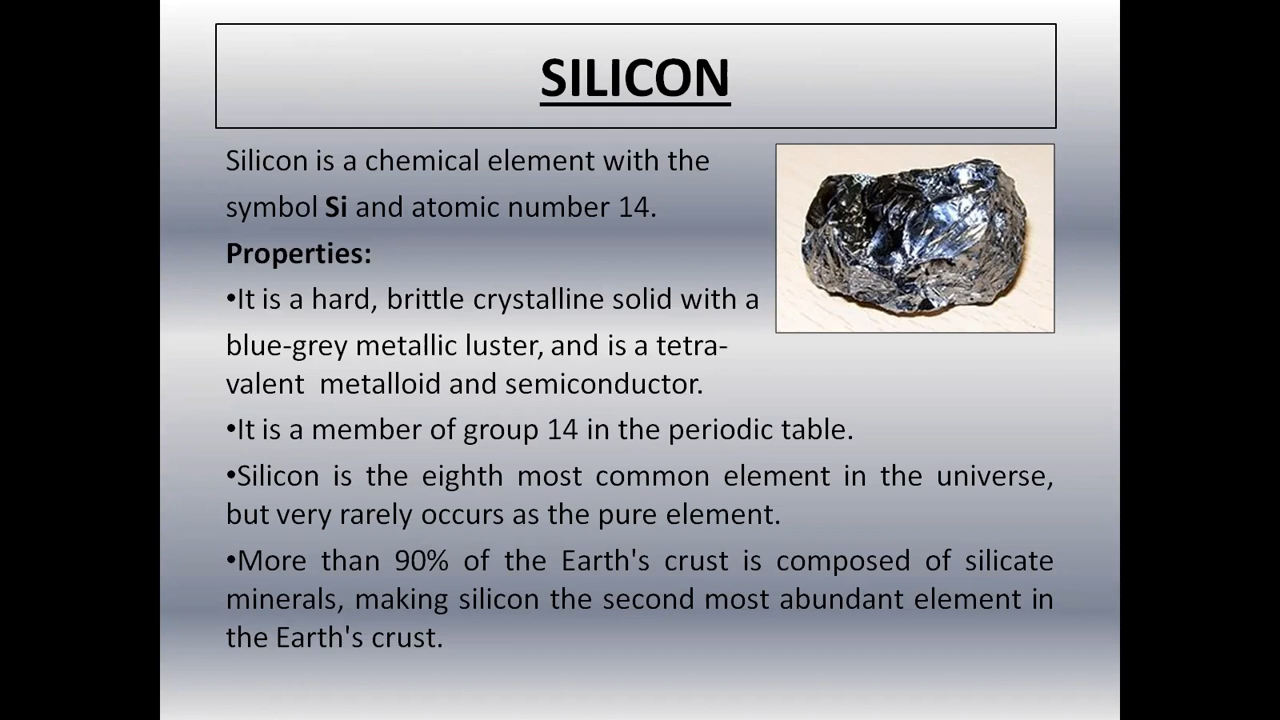 SILICON
Silicon is a chemical element with the
symbol Si and atomic number 14.
Properties:
•It is a hard, brittle crystalline solid with a
blue-grey metallic luster, and is a tetra-
valent  metalloid and semiconductor.
•It is a member of group 14 in the periodic table.
•Silicon is the eighth most common element in the universe,
but very rarely occurs as the pure element.
•More than 90% of the Earth's crust is composed of silicate
minerals, making silicon the second most abundant element in
the Earth's crust.